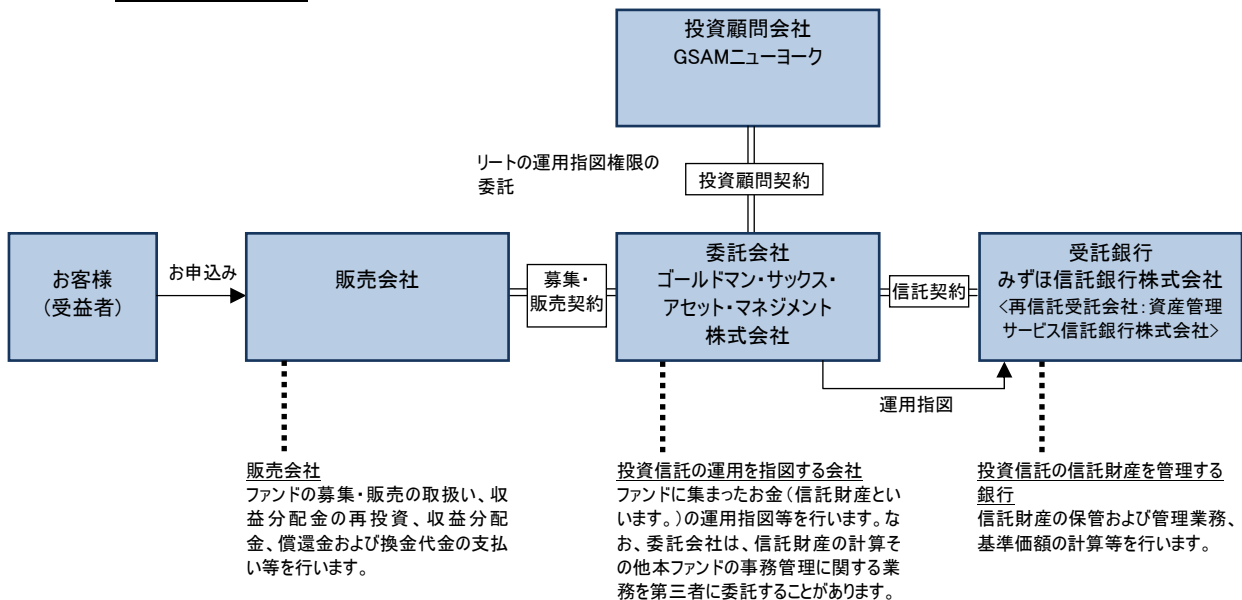 投資顧問会社
GSAMニューヨーク
リートの運用指図権限の
委託
投資顧問契約
お客様
（受益者）
お申込み
販売会社
募集・
販売契約
委託会社
ゴールドマン・サックス・
アセット・マネジメント
株式会社
信託契約
受託銀行
みずほ信託銀行株式会社
<再信託受託会社：資産管理
サービス信託銀行株式会社>
運用指図
販売会社
ファンドの募集・販売の取扱い、収
益分配金の再投資、収益分配
金、償還金および換金代金の支払
い等を行います。
投資信託の運用を指図する会社
ファンドに集まったお金（信託財産とい
います。）の運用指図等を行います。な
お、委託会社は、信託財産の計算そ
の他本ファンドの事務管理に関する業
務を第三者に委託することがあります。
投資信託の信託財産を管理する
銀行
信託財産の保管および管理業務、
基準価額の計算等を行います。